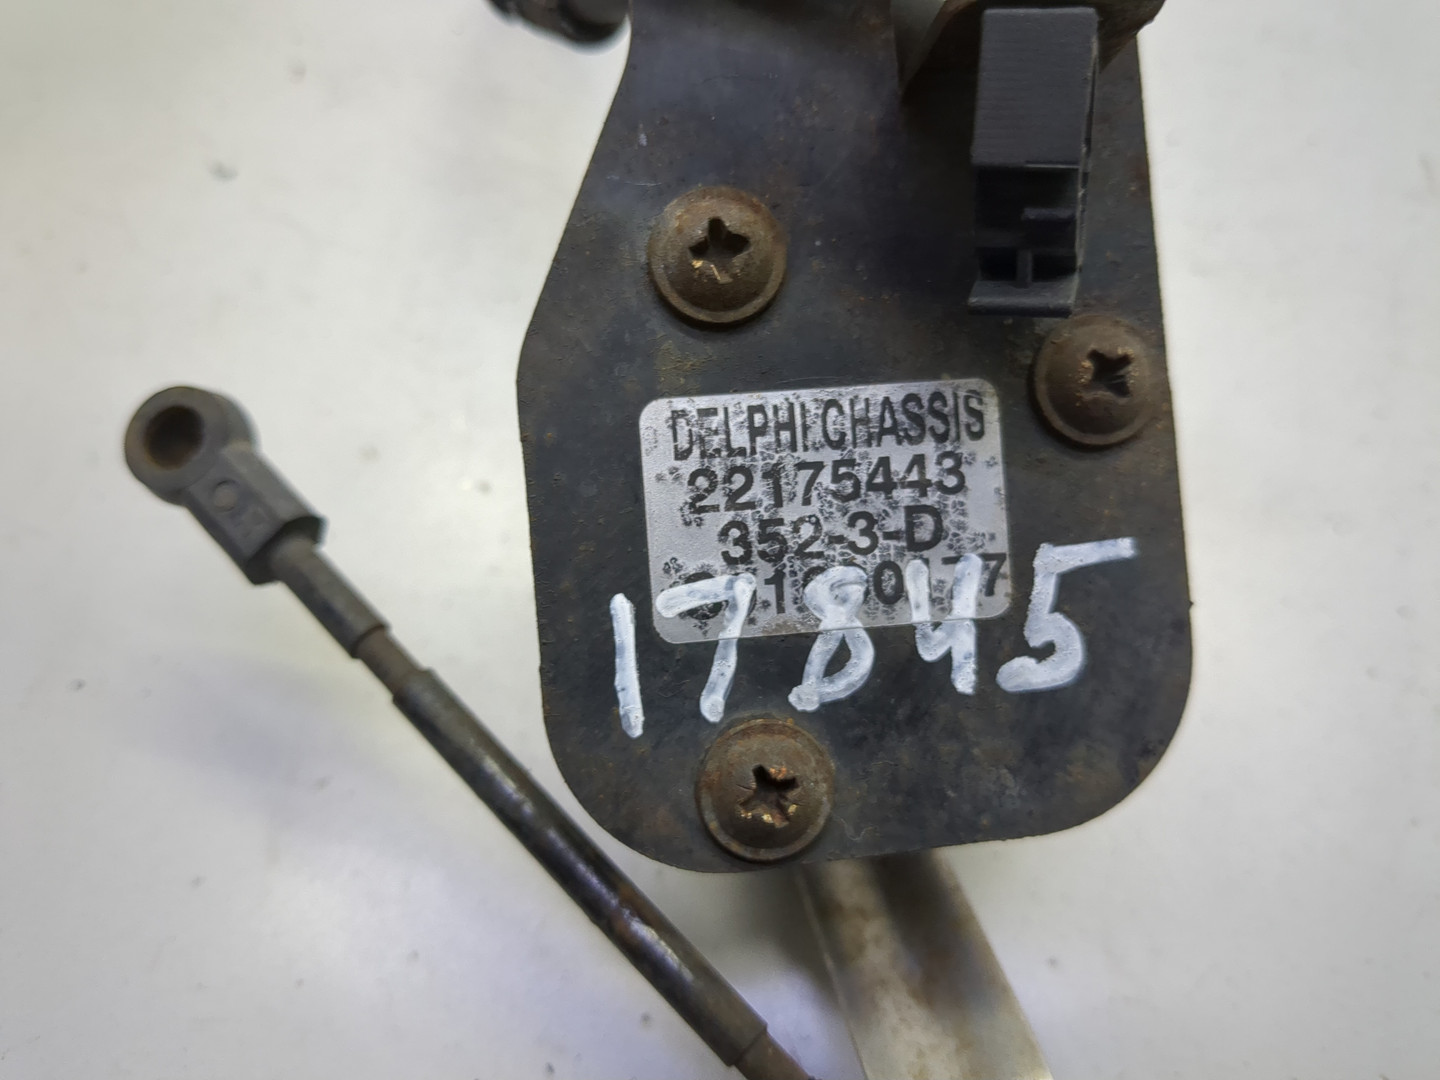 DELPHI.CHASSIS
22175443
352-3-D
17845